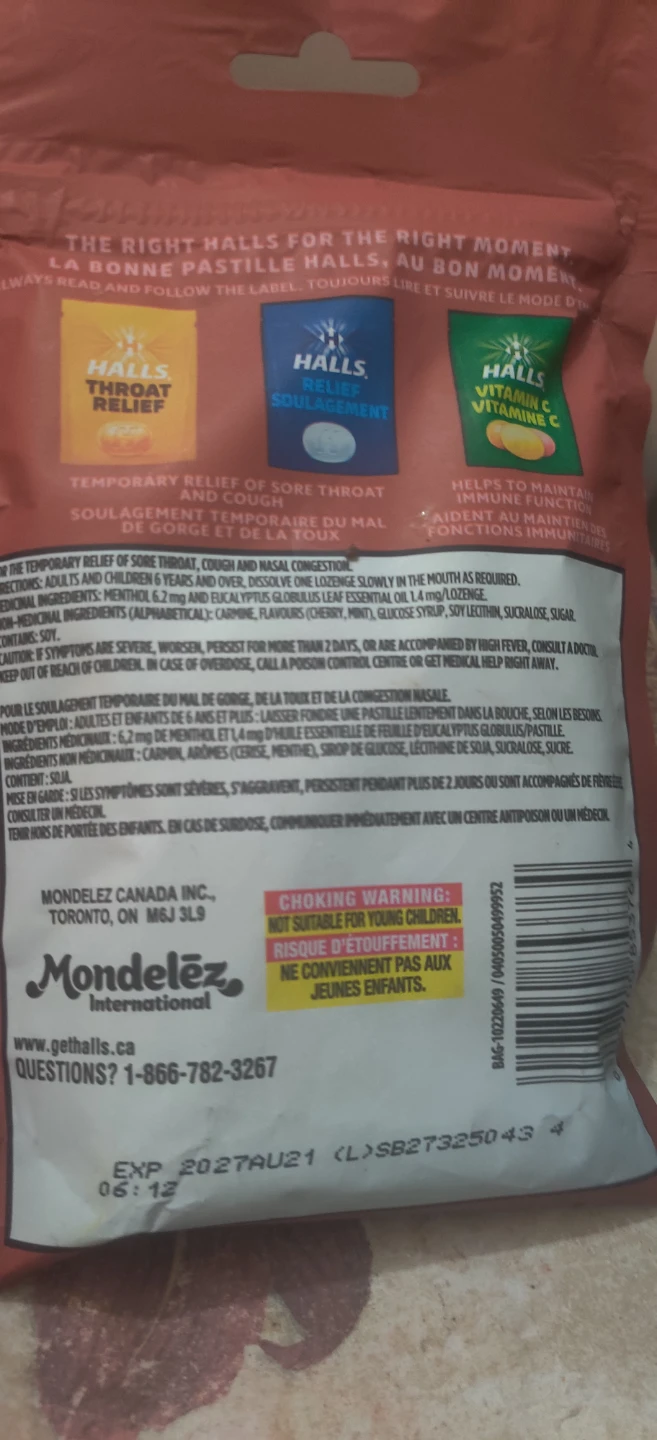 THE RIGHT HALLS FOR THE RIGHT MOMENT.
LA BONNE PASTILLE HALLS, AU BON MOMENT.
LWAYS READ AND FOLLOW THE LABEL. TOUJOURS LIRE ET SUIVRE LE MODE D'
HALLS
THROAT
RELIEF
HALLS
RELIEF
SOULAGEMENT
HALLS
VITAMIN C
VITAMINE C
TEMPORARY RELIEF OF SORE THROAT
AND COUGH
SOULAGEMENT TEMPORAIRE DU MAL
DE GORGE ET DE LA TOUX
HELPS TO MAINTAIN
IMMUNE FUNCTION
AIDENT AU MAINTIEN DES
FONCTIONS IMMUNITAIRES
R THE TEMPORARY RELIEF OF SORE THROAT, COUGH AND NASAL CONGESTION.
RECTIONS: ADULTS AND CHILDREN 6 YEARS AND OVER, DISSOLVE ONE LOZENGE SLOWLY IN THE MOUTH AS REQUIRED.
EDICINAL INGREDIENTS: MENTHOL 6.2 mg AND EUCALYPTUS GLOBULUS LEAF ESSENTIAL OIL 1.4 mg/LOZENGE.
ON-MEDICINAL INGREDIENTS (ALPHABETICAL): CARMINE, FLAVOURS (CHERRY, MINT), GLUCOSE SYRUP, SOY LECITHIN, SUCRALOSE, SUGAR.
ONTAINS: SOY.
CAUTION: IF SYMPTOMS ARE SEVERE, WORSEN, PERSIST FOR MORE THAN 2 DAYS, OR ARE ACCOMPANIED BY HIGH FEVER, CONSULT A DOCTOR.
KEEP OUT OF REACH OF CHILDREN. IN CASE OF OVERDOSE, CALL A POISON CONTROL CENTRE OR GET MEDICAL HELP RIGHT AWAY.
POUR LE SOULAGEMENT TEMPORAIRE DU MAL DE GORGE, DE LA TOUX ET DE LA CONGESTION NASALE.
MODE D'EMPLOI : ADULTES ET ENFANTS DE 6 ANS ET PLUS : LAISSER FONDRE UNE PASTILLE LENTEMENT DANS LA BOUCHE, SELON LES BESOINS.
INGRÉDIENTS MÉDICINAUX : 6,2 mg DE MENTHOL ET 1,4 mg D'HUILE ESSENTIELLE DE FEUILLE D'EUCALYPTUS GLOBULUS/PASTILLE.
INGRÉDIENTS NON MÉDICINAUX : CARMIN, ARÔMES (CERISE, MENTHE), SIROP DE GLUCOSE, LÉCITHINE DE SOJA, SUCRALOSE, SUCRE.
CONTIENT : SOJA.
MISE EN GARDE : SI LES SYMPTÔMES SONT SÉVÈRES, S'AGGRAVENT, PERSISTENT PENDANT PLUS DE 2 JOURS OU SONT ACCOMPAGNÉS DE FIÈVRE
CONSULTER UN MÉDECIN.
TENIR HORS DE PORTÉE DES ENFANTS. EN CAS DE SURDOSE, COMMUNIQUER IMMÉDIATEMENT AVEC UN CENTRE ANTIPOISON OU UN MÉDECIN.
MONDELEZ CANADA INC.,
TORONTO, ON M6J 3L9
Mondelēz
International
CHOKING WARNING:
NOT SUITABLE FOR YOUNG CHILDREN.
RISQUE D'ÉTOUFFEMENT :
NE CONVIENNENT PAS AUX
JEUNES ENFANTS.
BAG-10220649 / 04050050499952
www.gethalls.ca
QUESTIONS? 1-866-782-3267
EXP 2027AU21 (L)SB27325043 4
06:12